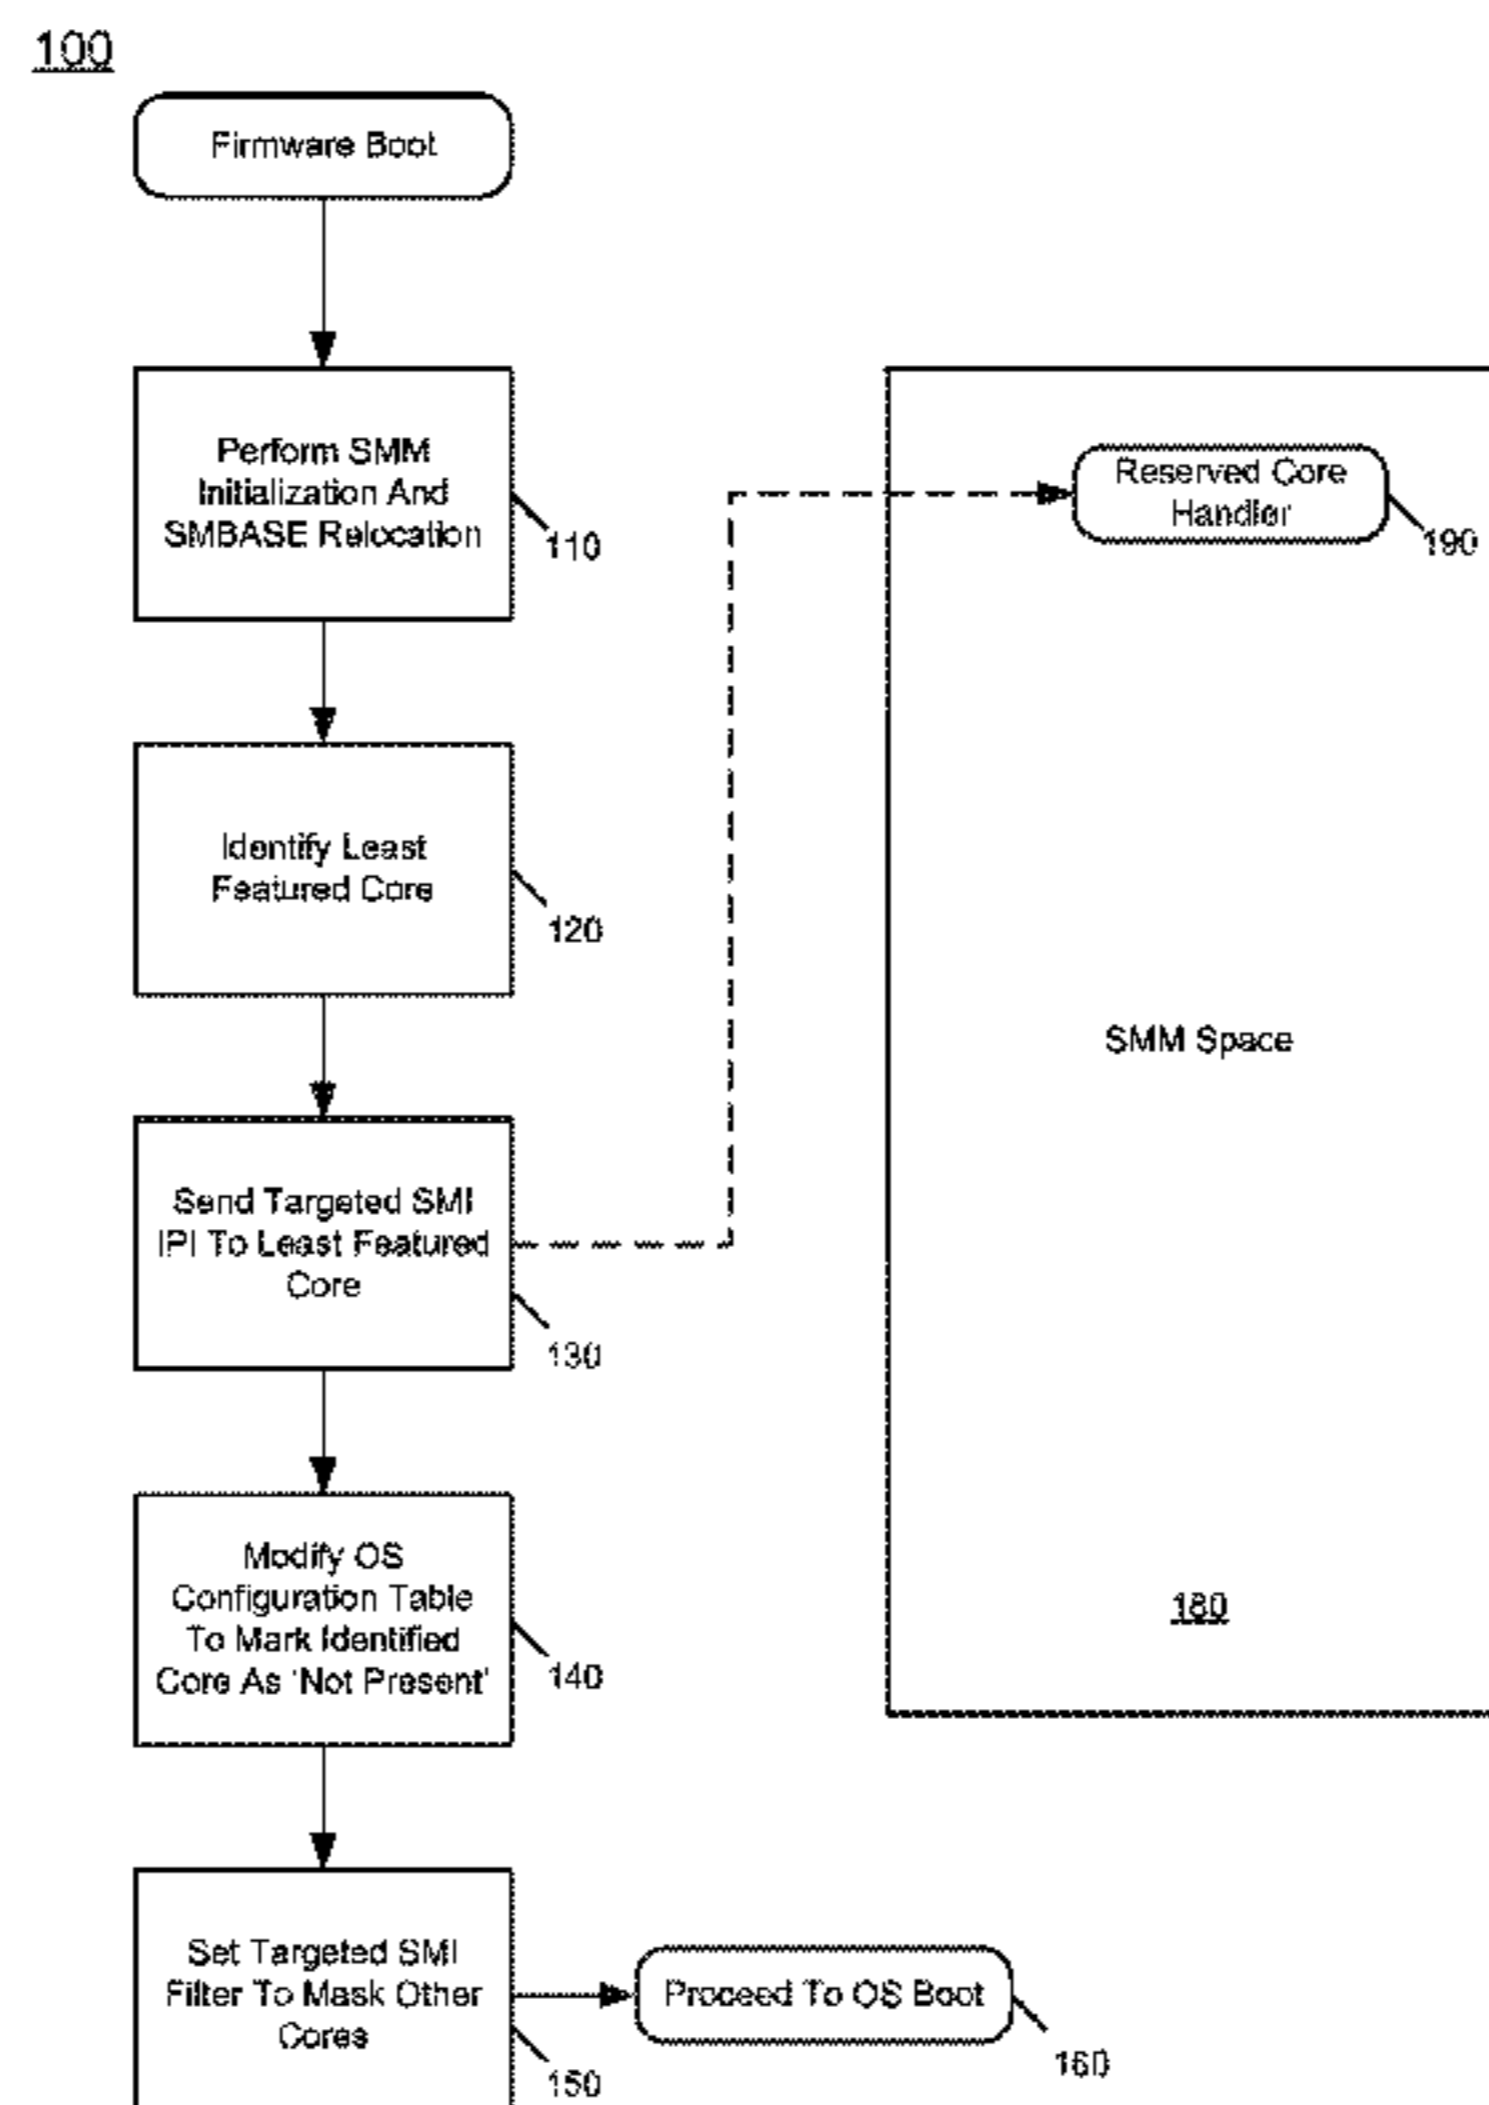 100
Firmware Boot
Perform SMM
Initialization And
SMBASE Relocation
110
Reserved Core
Handler
190
Identify Least
Featured Core
120
SMM Space
Send Targeted SMI
IPI To Least Featured
Core
130
Modify OS
Configuration Table
To Mark Identified
Core As 'Not Present'
140
180
Set Targeted SMI
Filter To Mask Other
Cores
150
Proceed To OS Boot
160